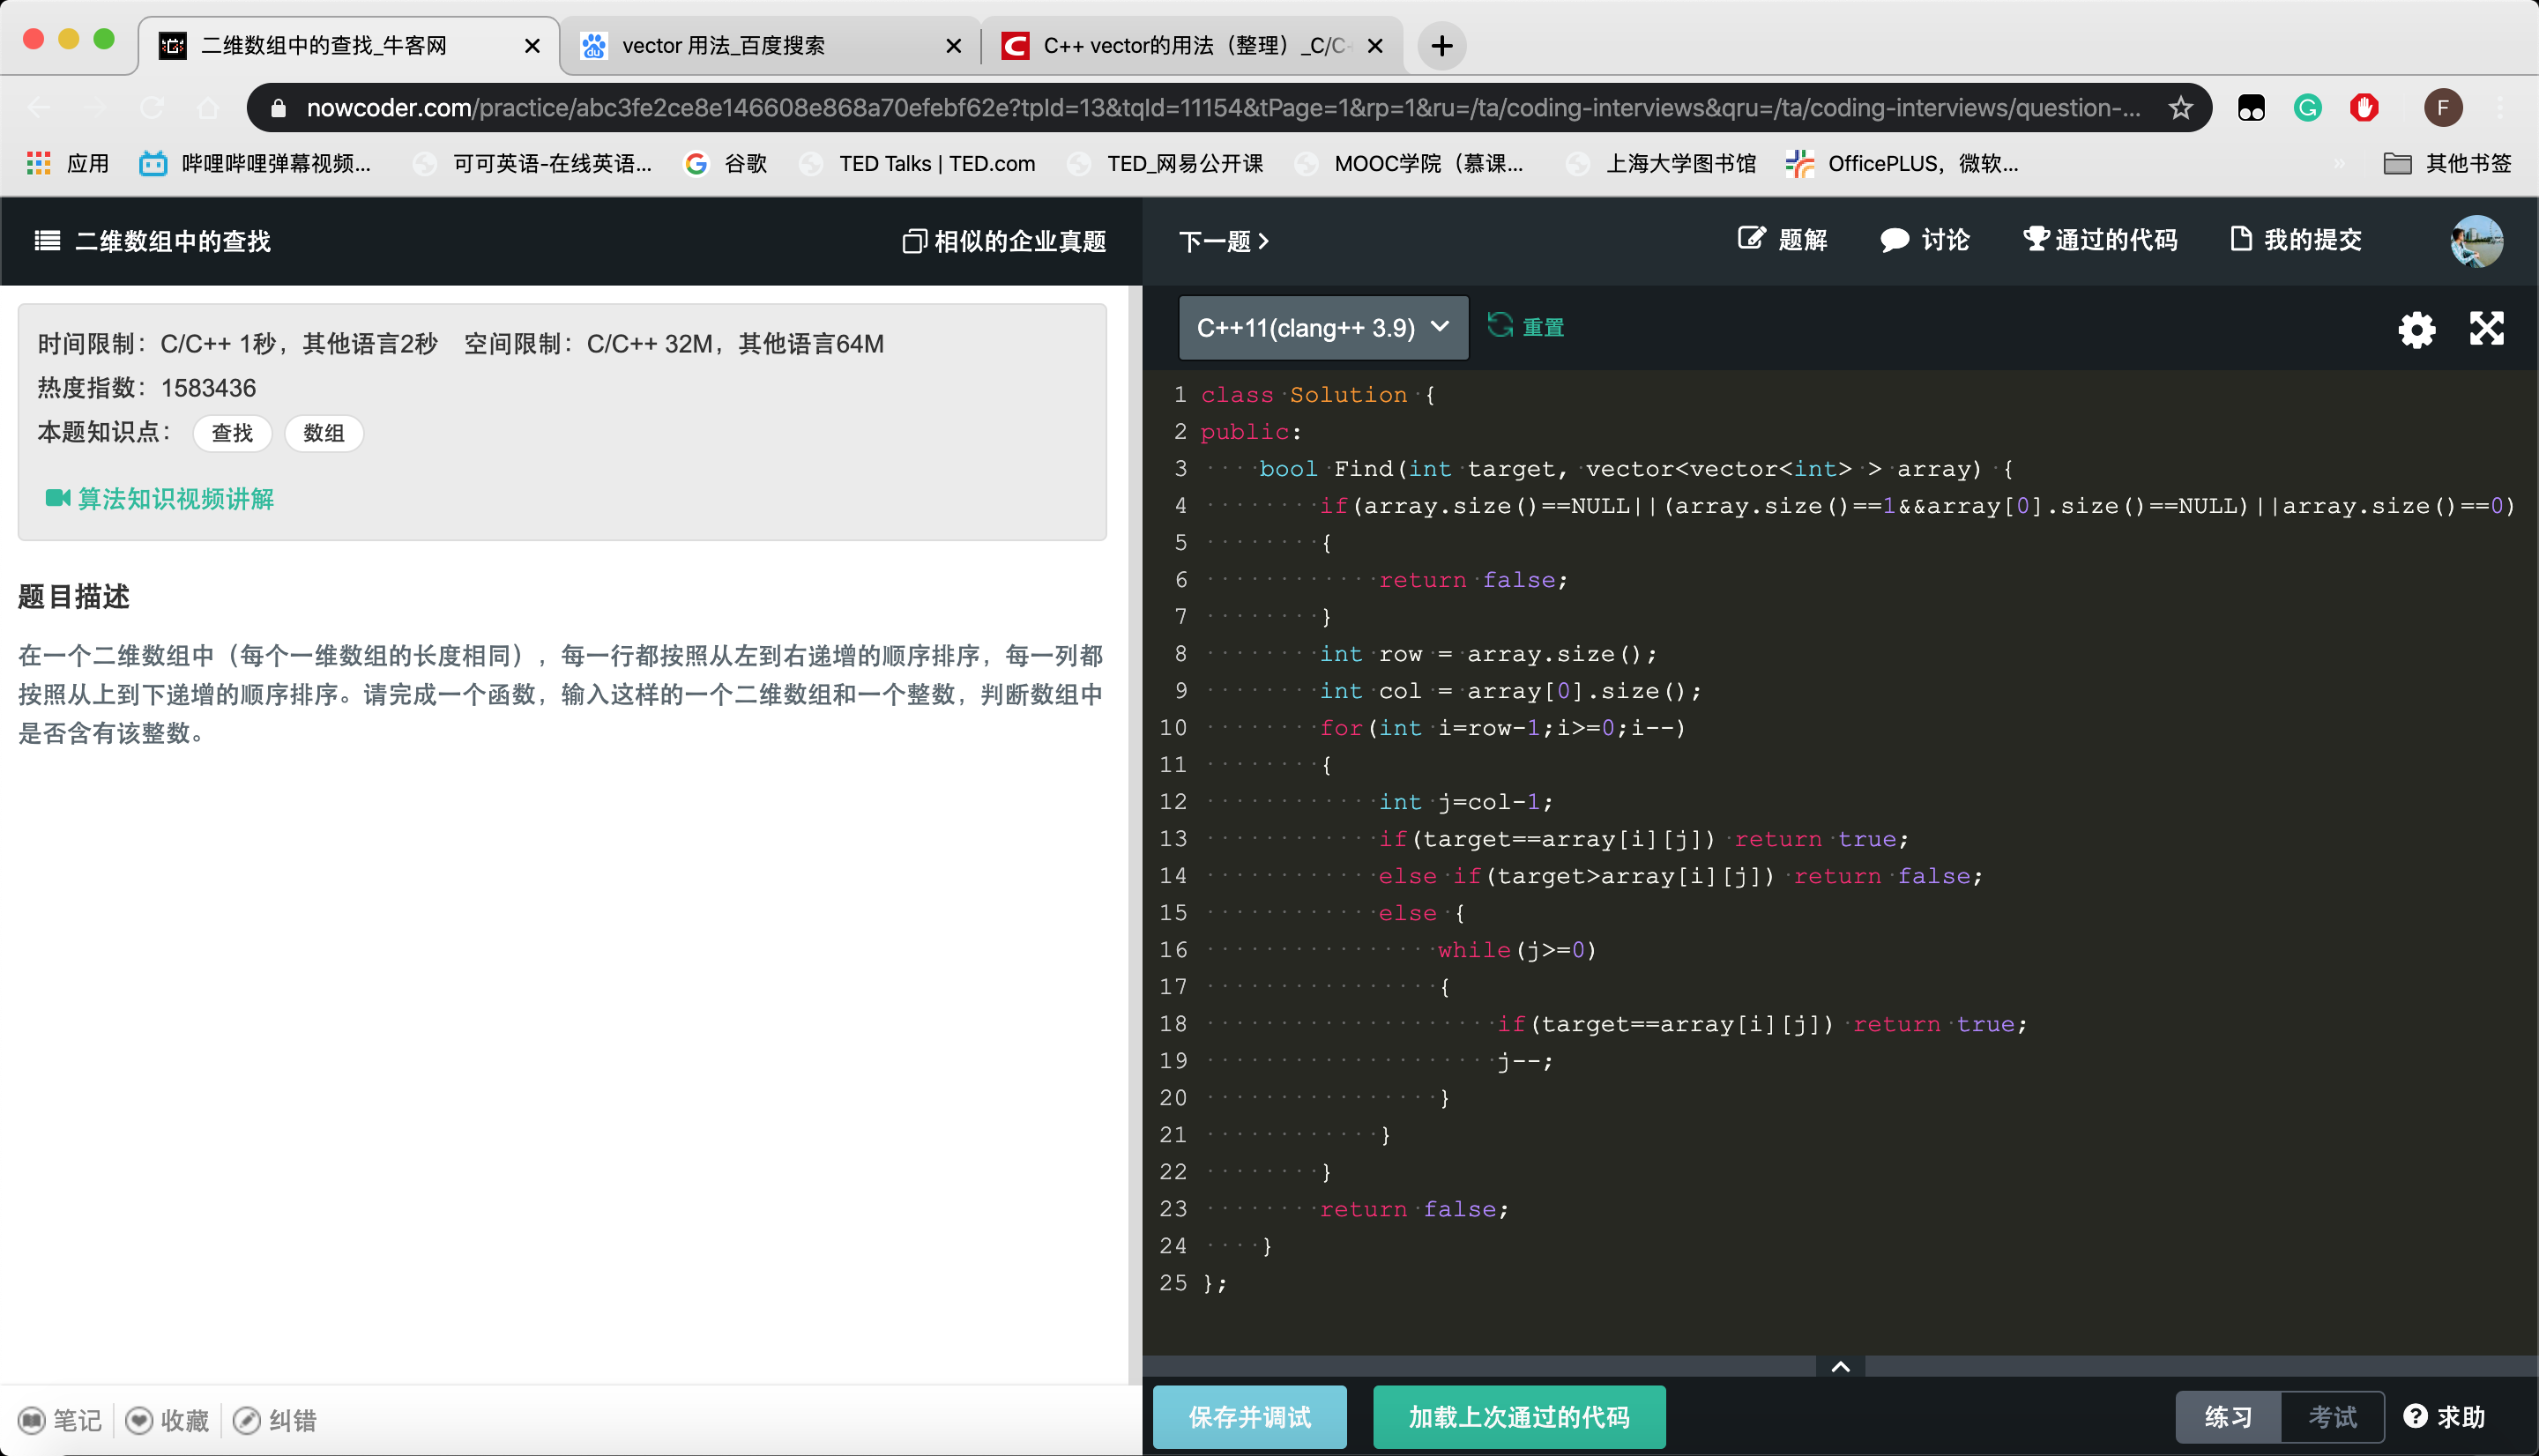 二维数组中的查找_牛客网
vector 用法_百度搜索
C++ vector的用法（整理）_C/C
nowcoder.com/practice/abc3fe2ce8e146608e868a70efebf62e?tpId=13&tqId=11154&tPage=1&rp=1&ru=/ta/coding-interviews&qru=/ta/coding-interviews/question-...
F
应用
哔哩哔哩弹幕视频...
可可英语-在线英语...
谷歌
TED Talks | TED.com
TED_网易公开课
MOOC学院（慕课...
上海大学图书馆
OfficePLUS，微软...
»
其他书签
二维数组中的查找
相似的企业真题
下一题
题解
讨论
通过的代码
我的提交
时间限制：C/C++ 1秒，其他语言2秒 空间限制：C/C++ 32M，其他语言64M
热度指数：1583436
本题知识点： 查找 数组
算法知识视频讲解
题目描述
在一个二维数组中（每个一维数组的长度相同），每一行都按照从左到右递增的顺序排序，每一列都
按照从上到下递增的顺序排序。请完成一个函数，输入这样的一个二维数组和一个整数，判断数组中
是否含有该整数。
笔记
收藏
纠错
C++11(clang++ 3.9)
重置
1 class Solution {
2 public:
3     bool Find(int target, vector<vector<int> > array) {
4         if(array.size()==NULL||(array.size()==1&&array[0].size()==NULL)||array.size()==0)
5         {
6             return false;
7         }
8         int row = array.size();
9         int col = array[0].size();
10         for(int i=row-1;i>=0;i--)
11         {
12             int j=col-1;
13             if(target==array[i][j]) return true;
14             else if(target>array[i][j]) return false;
15             else {
16                 while(j>=0)
17                 {
18                     if(target==array[i][j]) return true;
19                     j--;
20                 }
21             }
22         }
23         return false;
24     }
25 };
保存并调试
加载上次通过的代码
练习
考试
求助